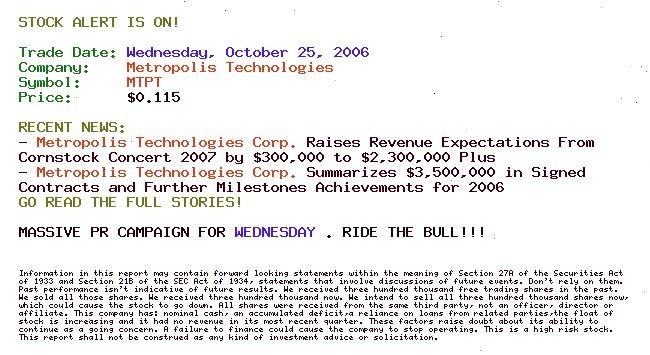 STOCK ALERT IS ON!
Trade Date: Wednesday, October 25, 2006
Company: Metropolis Technologies
Symbol: MTPT
Price: $0.115
RECENT NEWS:
- Metropolis Technologies Corp. Raises Revenue Expectations From
Cornstock Concert 2007 by $300,000 to $2,300,000 Plus
- Metropolis Technologies Corp. Summarizes $3,500,000 in Signed
Contracts and Further Milestones Achievements for 2006
GO READ THE FULL STORIES!
MASSIVE PR CAMPAIGN FOR WEDNESDAY . RIDE THE BULL!!!
Information in this report may contain forward looking statements within the meaning of Section 27A of the Securities Act
of 1933 and Section 21B of the SEC Act of 1934; statements that involve discussions of future events. Don't rely on them.
Past performance isn't indicative of future results. We received three hundred thousand free trading shares in the past.
We sold all those shares. We received three hundred thousand now. We intend to sell all three hundred thousand shares now,
which could cause the stock to go down. All shares were received from the same third party, not an officer, director or
affiliate. This company has: nominal cash, an accumulated deficit,a reliance on loans from related parties,the float of
stock is increasing and it had no revenue in its most recent quarter. These factors raise doubt about its ability to
continue as a going concern. A failure to finance could cause the company to stop operating. This is a high risk stock.
This report shall not be construed as any kind of investment advice or solicitation.